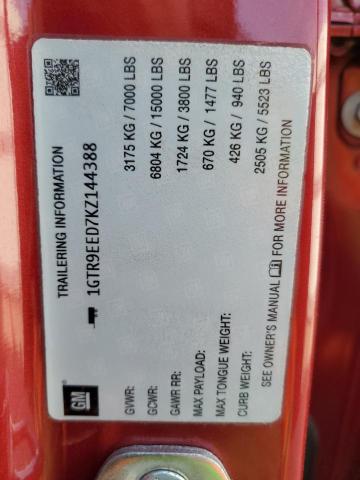 TRAILERING INFORMATION
1GTR9EED7KZ144388
GVWR: 3175 KG / 7000 LBS
GCWR: 6804 KG / 15000 LBS
GAWR RR: 1724 KG / 3800 LBS
MAX PAYLOAD: 670 KG / 1477 LBS
MAX TONGUE WEIGHT: 426 KG / 940 LBS
CURB WEIGHT: 2505 KG / 5523 LBS
SEE OWNER'S MANUAL FOR MORE INFORMATION
GM